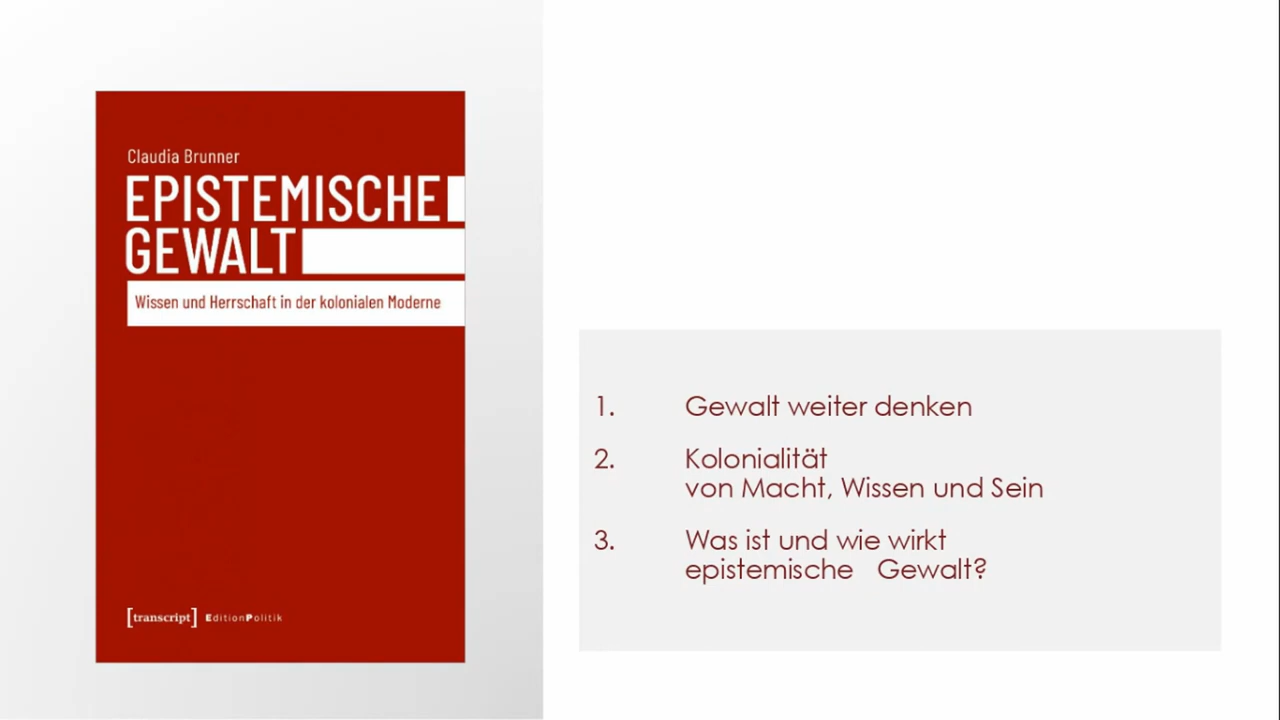 Claudia Brunner
EPISTEMISCHE
GEWALT
Wissen und Herrschaft in der kolonialen Moderne
[transcript] EditionPolitik
1. Gewalt weiter denken
2. Kolonialität
von Macht, Wissen und Sein
3. Was ist und wie wirkt
epistemische Gewalt?